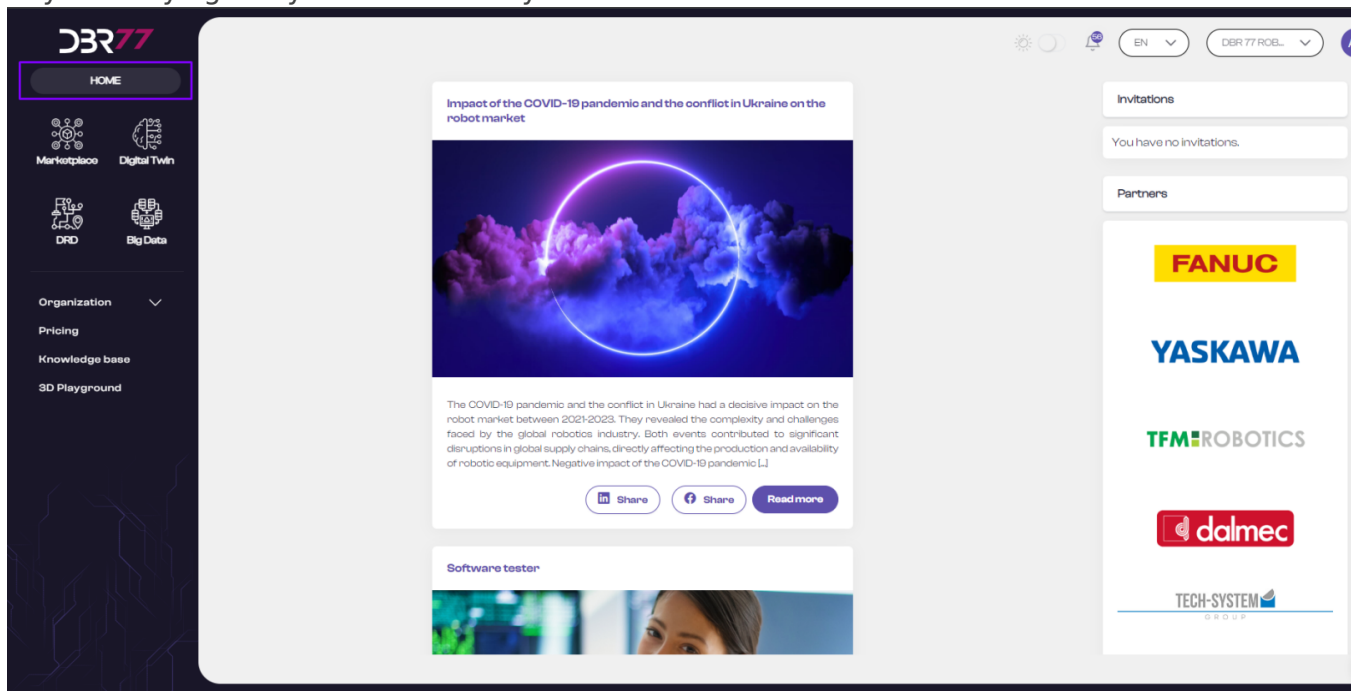 DBR77
HOME
Marketplace
Digital Twin
DRD
Big Data
Organization
Pricing
Knowledge base
3D Playground
56
EN
DBR 77 ROB...
Impact of the COVID-19 pandemic and the conflict in Ukraine on the
robot market
The COVID-19 pandemic and the conflict in Ukraine had a decisive impact on the
robot market between 2021-2023. They revealed the complexity and challenges
faced by the global robotics industry. Both events contributed to significant
disruptions in global supply chains, directly affecting the production and availability
of robotic equipment. Negative impact of the COVID-19 pandemic [...]
Share
Share
Read more
Software tester
Invitations
You have no invitations.
Partners
FANUC
YASKAWA
TFM ROBOTICS
dalmec
TECH-SYSTEM
GROUP